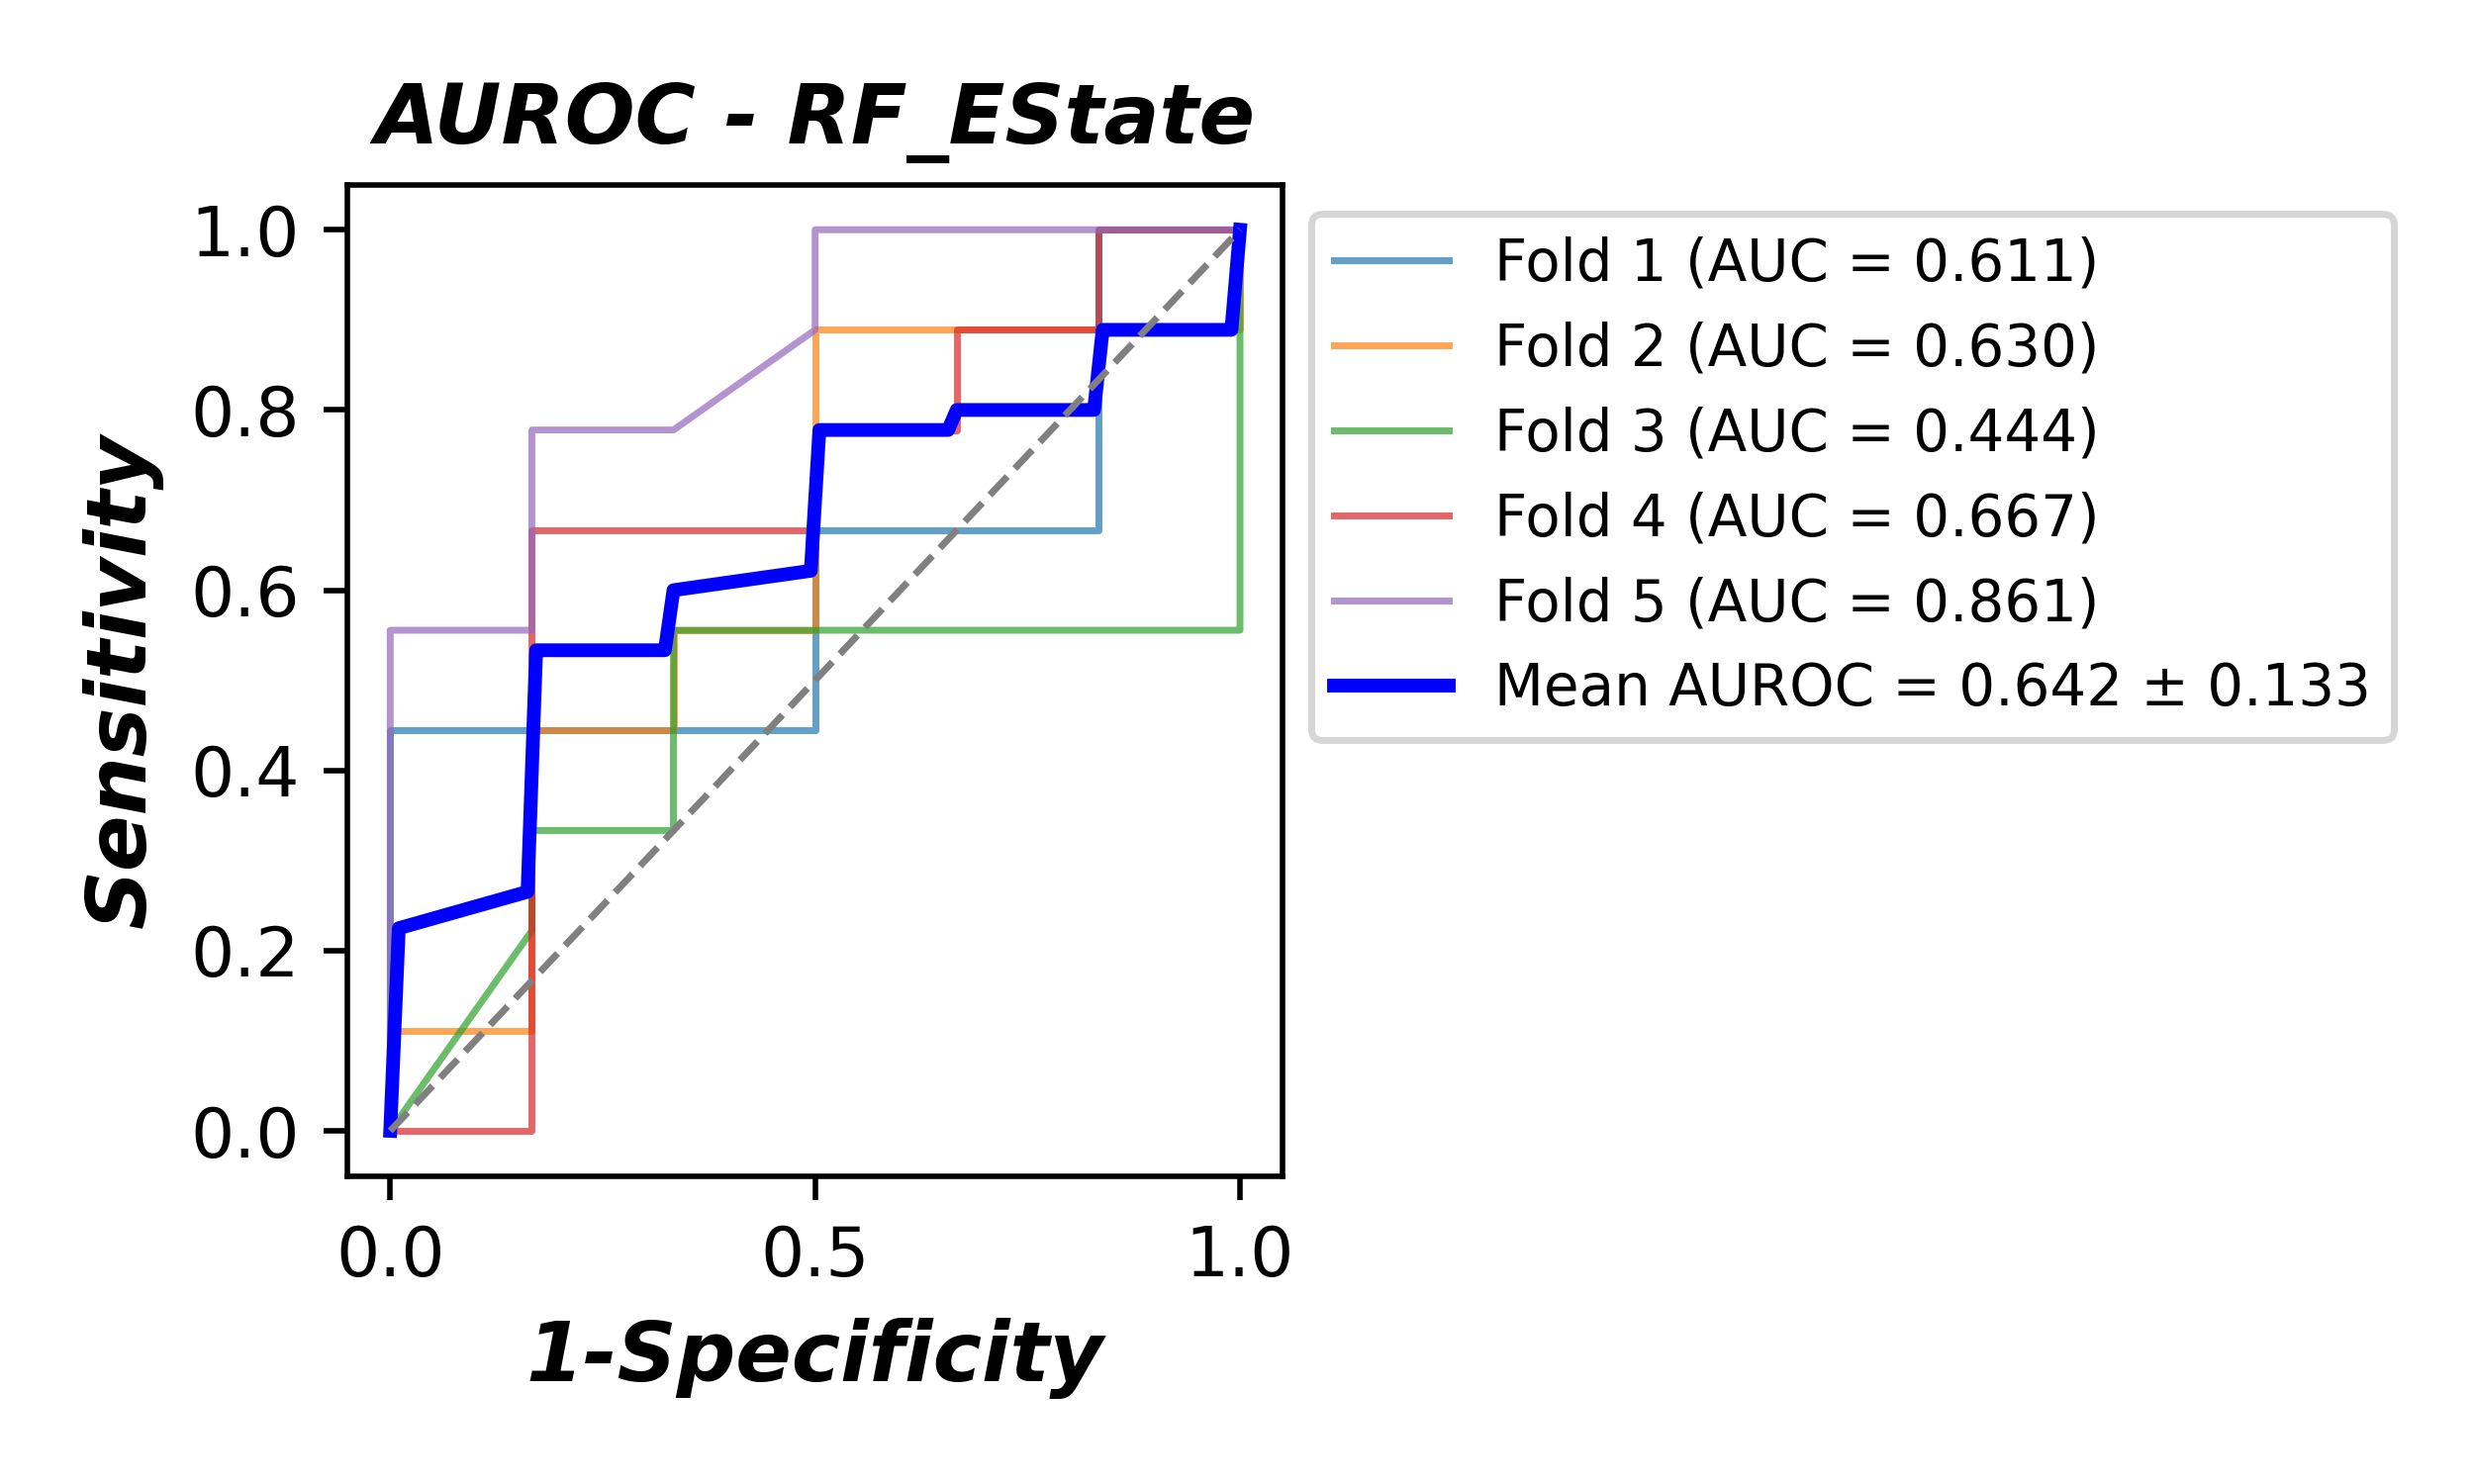 AUROC - RF_EState
Sensitivity
1.0
0.8
0.6
0.4
0.2
0.0
0.0 0.5 1.0
1-Specificity
Fold 1 (AUC = 0.611)
Fold 2 (AUC = 0.630)
Fold 3 (AUC = 0.444)
Fold 4 (AUC = 0.667)
Fold 5 (AUC = 0.861)
Mean AUROC = 0.642 ± 0.133